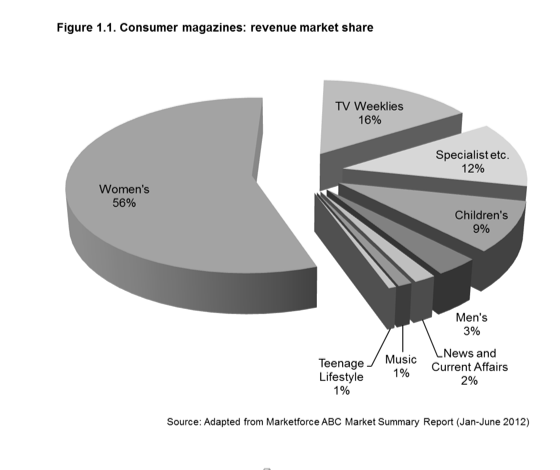 Figure 1.1. Consumer magazines: revenue market share
TV Weeklies
16%
Specialist etc.
12%
Women's
56%
Children's
9%
Men's
3%
News and
Current Affairs
2%
Music
1%
Teenage
Lifestyle
1%
Source: Adapted from Marketforce ABC Market Summary Report (Jan-June 2012)